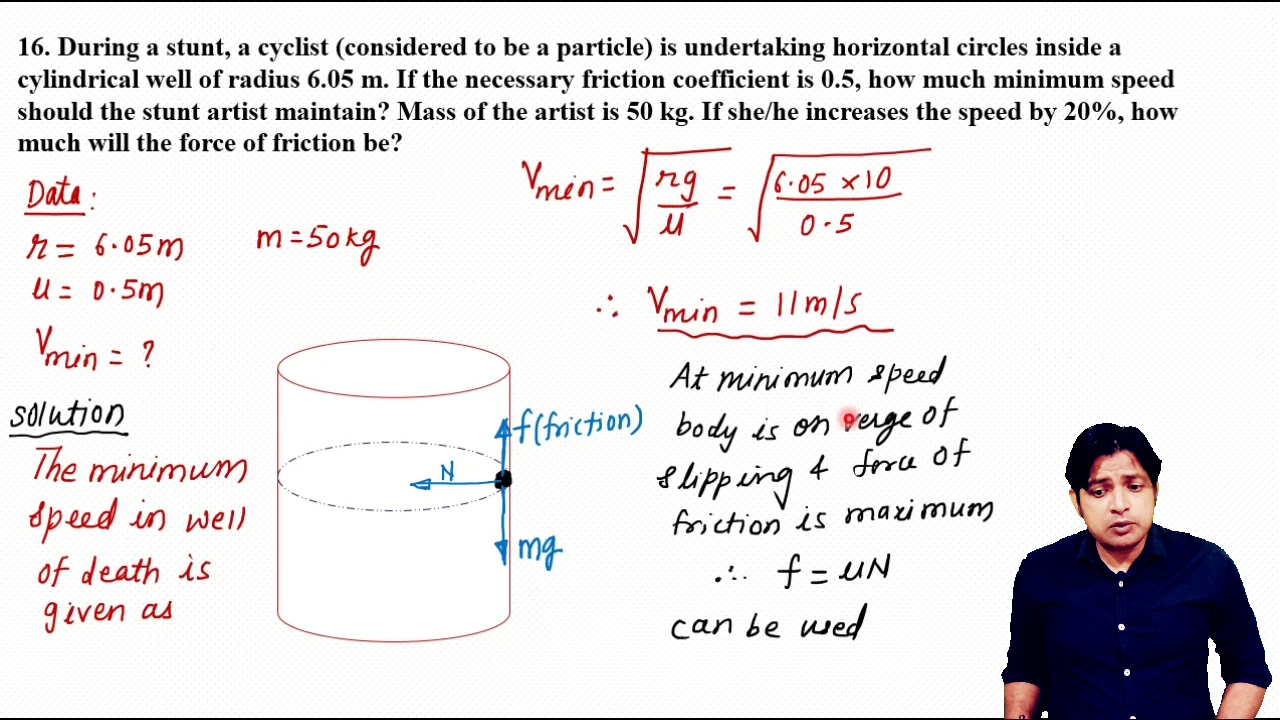 16. During a stunt, a cyclist (considered to be a particle) is undertaking horizontal circles inside a
cylindrical well of radius 6.05 m. If the necessary friction coefficient is 0.5, how much minimum speed
should the stunt artist maintain? Mass of the artist is 50 kg. If she/he increases the speed by 20%, how
much will the force of friction be?
Data:
r = 6.05m
m = 50kg
u = 0.5m
Vmin = ?
solution
The minimum
speed in well
of death is
given as
Vmin = √(rg/u) = √(6.05 × 10/0.5)
∴ Vmin = 11m/s
f(friction)
N
mg
At minimum speed
body is on verge of
slipping & force of
friction is maximum
∴ f = uN
can be used